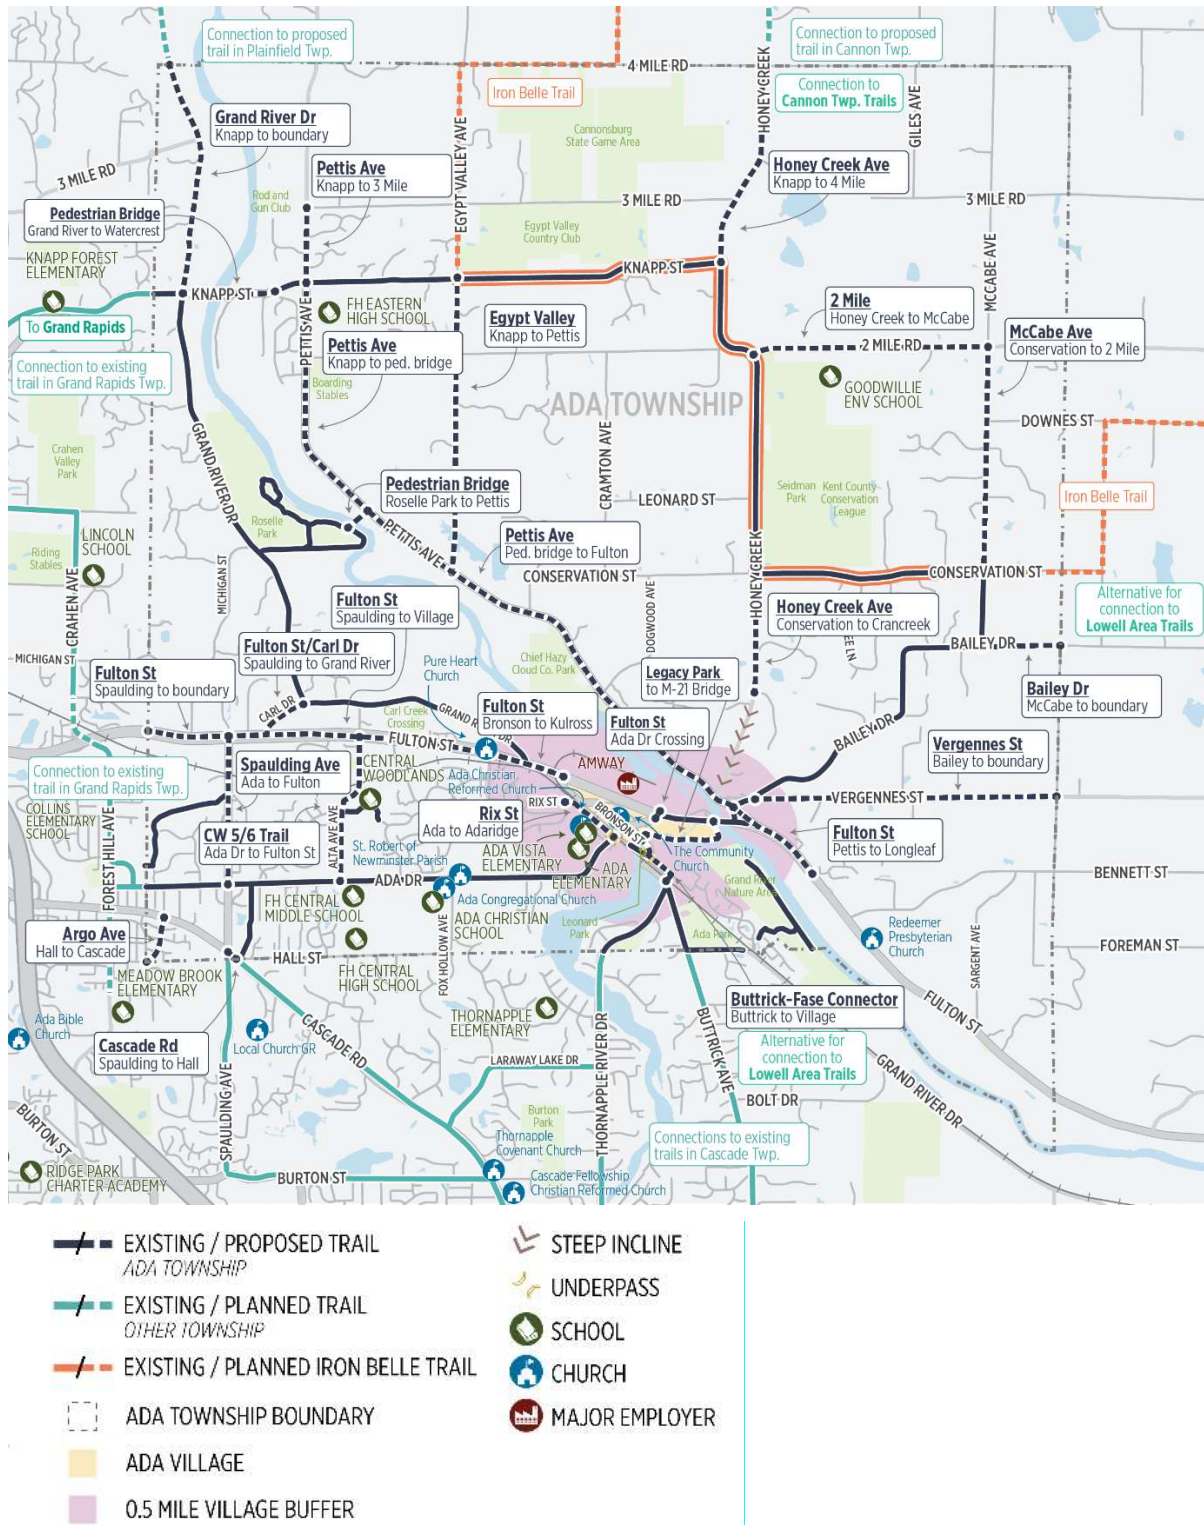 Connection to proposed
trail in Plainfield Twp.
Connection to proposed
trail in Cannon Twp.
4 MILE RD
Iron Belle Trail
Connection to
Cannon Twp. Trails
HONEY CREEK
GILES AVE
Cannonsburg
State Game Area
EGYPT VALLEY AVE
Grand River Dr
Knapp to boundary
3 MILE RD
Pettis Ave
Knapp to 3 Mile
Honey Creek Ave
Knapp to 4 Mile
Rod and
Gun Club
3 MILE RD
3 MILE RD
Pedestrian Bridge
Grand River to Watercrest
Egypt Valley
Country Club
MCCABE AVE
KNAPP FOREST
ELEMENTARY
KNAPP ST
KNAPP ST
To Grand Rapids
FH EASTERN
HIGH SCHOOL
Egypt Valley
Knapp to Pettis
2 Mile
Honey Creek to McCabe
McCabe Ave
Conservation to 2 Mile
2 MILE RD
PETTIS AVE
Pettis Ave
Knapp to ped. bridge
Connection to existing
trail in Grand Rapids Twp.
Boarding
Stables
GOODWILLIE
ENV SCHOOL
ADA TOWNSHIP
DOWNES ST
GRAND RIVER DR
Crahen
Valley
Park
CRAMTON AVE
Pedestrian Bridge
Roselle Park to Pettis
LEONARD ST
Seidman
Park
Kent County
Conservation
League
Iron Belle Trail
Roselle
Park
LINCOLN
SCHOOL
Riding
Stables
PETTIS AVE
Pettis Ave
Ped. bridge to Fulton
CONSERVATION ST
CONSERVATION ST
MICHIGAN ST
CRAHEN AVE
Fulton St
Spaulding to Village
DOGWOOD AVE
HONEY CREEK
Honey Creek Ave
Conservation to Crancreek
Alternative for
connection to
Lowell Area Trails
EE LN
BAILEY DR
MICHIGAN ST
Fulton St/Carl Dr
Spaulding to Grand River
Pure Heart
Church
Chief Hazy
Cloud Co. Park
Legacy Park
to M-21 Bridge
Fulton St
Spaulding to boundary
Bailey Dr
McCabe to boundary
CARL DR
Carl Creek
Crossing
GRAND R
DR
Fulton St
Bronson to Kulross
Fulton St
Ada Dr Crossing
BAILEY DR
FULTON ST
Vergennes St
Bailey to boundary
Connection to existing
trail in Grand Rapids Twp.
Spaulding Ave
Ada to Fulton
CENTRAL
WOODLANDS
Ada Christian
Reformed Church
AMWAY
VERGENNES ST
COLLINS
ELEMENTARY
SCHOOL
RIX ST
BRONSON ST
Rix St
Ada to Adaridge
CW 5/6 Trail
Ada Dr to Fulton St
ALTA AVE AVE
St. Robert of
Newminster Parish
ADA VISTA
ELEMENTARY
The Community
Church
Fulton St
Pettis to Longleaf
FOREST HILL AVE
ADA DR
ADA
ELEMENTARY
Grand River
Nature Area
BENNETT ST
FH CENTRAL
MIDDLE SCHOOL
Ada Congregational Church
ADA CHRISTIAN
SCHOOL
Leonard
Park
Ada Park
Redeemer
Presbyterian
Church
Argo Ave
Hall to Cascade
FOX HOLLOW AVE
SARGENT AVE
FOREMAN ST
HALL ST
FH CENTRAL
HIGH SCHOOL
MEADOW BROOK
ELEMENTARY
Buttrick-Fase Connector
Buttrick to Village
FULTON ST
Ada Bible
Church
Cascade Rd
Spaulding to Hall
Local Church GR
CASCADE RD
THORNAPPLE
ELEMENTARY
THORNAPPLE RIVER DR
BUTTRICK AVE
Alternative for
connection to
Lowell Area Trails
LARAWAY LAKE DR
GRAND RIVER DR
BOLT DR
SPAULDING AVE
BURTON ST
Burton
Park
Connections to existing
trails in Cascade Twp.
Thornapple
Covenant Church
RIDGE PARK
CHARTER ACADEMY
BURTON ST
Cascade Fellowship
Christian Reformed Church
EXISTING / PROPOSED TRAIL
ADA TOWNSHIP
EXISTING / PLANNED TRAIL
OTHER TOWNSHIP
EXISTING / PLANNED IRON BELLE TRAIL
ADA TOWNSHIP BOUNDARY
ADA VILLAGE
0.5 MILE VILLAGE BUFFER
STEEP INCLINE
UNDERPASS
SCHOOL
CHURCH
MAJOR EMPLOYER